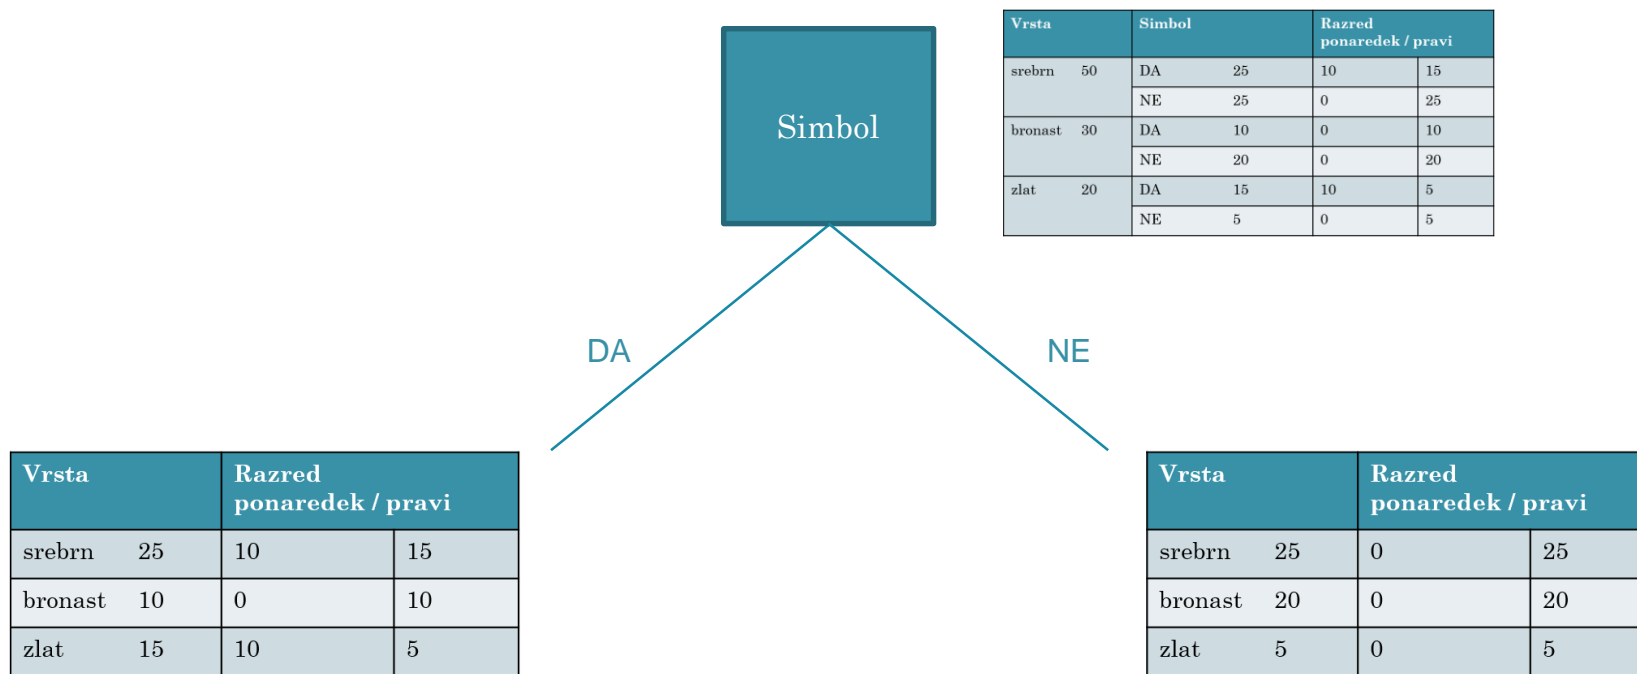 Simbol
Vrsta Simbol Razred
ponaredek / pravi
srebrn 50 DA 25 10 15
NE 25 0 25
bronast 30 DA 10 0 10
NE 20 0 20
zlat 20 DA 15 10 5
NE 5 0 5
DA NE
Vrsta Razred
ponaredek / pravi
srebrn 25 10 15
bronast 10 0 10
zlat 15 10 5
Vrsta Razred
ponaredek / pravi
srebrn 25 0 25
bronast 20 0 20
zlat 5 0 5